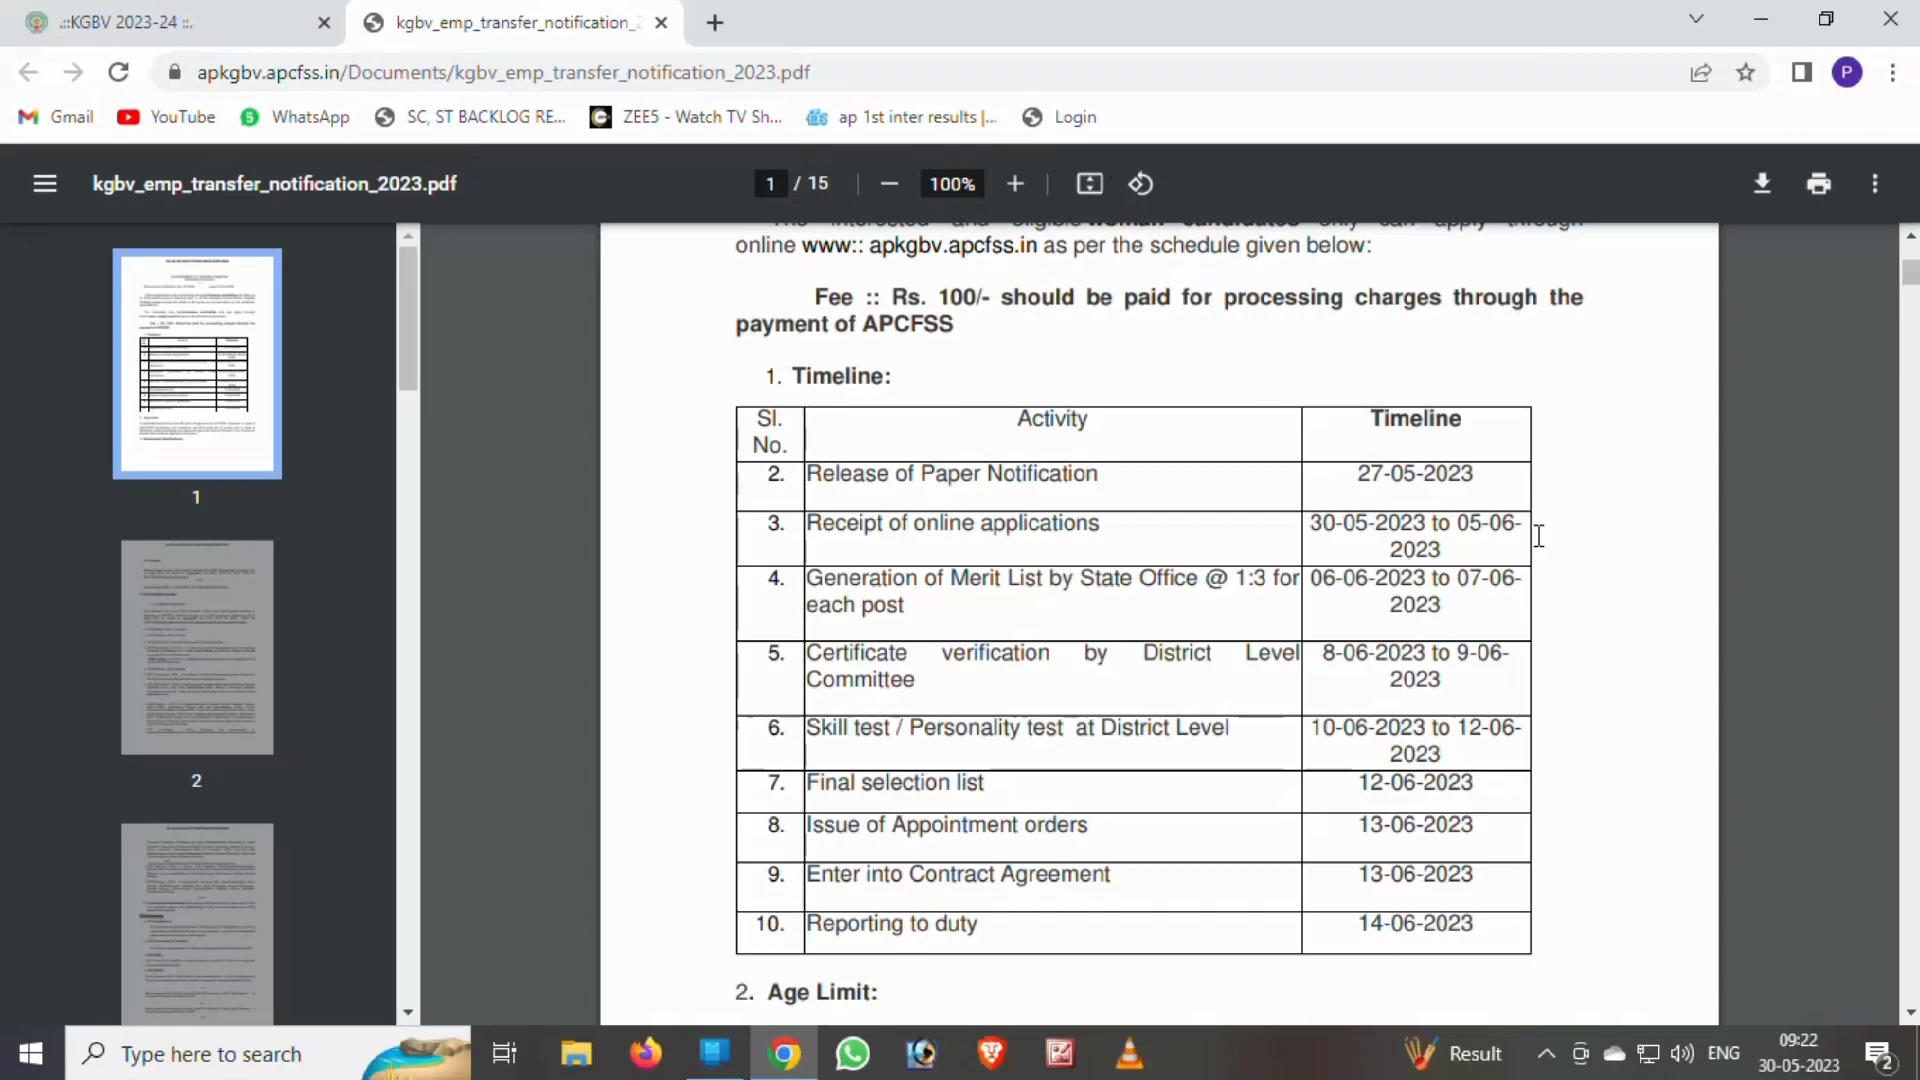 .::KGBV 2023-24 ::.
kgbv_emp_transfer_notification_2
apkgbv.apcfss.in/Documents/kgbv_emp_transfer_notification_2023.pdf
P
Gmail
YouTube
5
WhatsApp
SC, ST BACKLOG RE...
ZEE5 - Watch TV Sh...
ap 1st inter results |...
Login
kgbv_emp_transfer_notification_2023.pdf
1 / 15
100%
1
2
online www:: apkgbv.apcfss.in as per the schedule given below:
Fee :: Rs. 100/- should be paid for processing charges through the
payment of APCFSS
1. Timeline:
Sl. No. Activity Timeline
2. Release of Paper Notification 27-05-2023
3. Receipt of online applications 30-05-2023 to 05-06-
2023
4. Generation of Merit List by State Office @ 1:3 for 06-06-2023 to 07-06-
each post 2023
5. Certificate verification by District Level 8-06-2023 to 9-06-
Committee 2023
6. Skill test / Personality test at District Level 10-06-2023 to 12-06-
2023
7. Final selection list 12-06-2023
8. Issue of Appointment orders 13-06-2023
9. Enter into Contract Agreement 13-06-2023
10. Reporting to duty 14-06-2023
2. Age Limit:
Type here to search
Result
ENG
09:22
30-05-2023
2